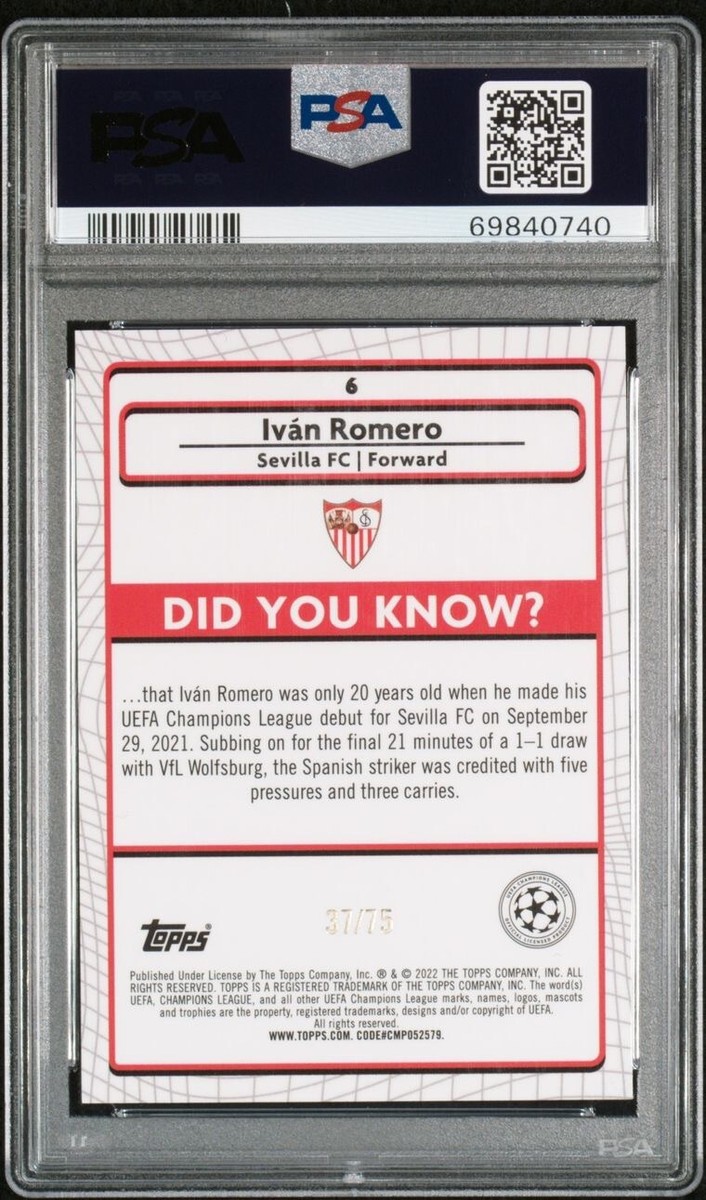 PSA
PSA
69840740
6
Iván Romero
Sevilla FC | Forward
DID YOU KNOW?
...that Iván Romero was only 20 years old when he made his
UEFA Champions League debut for Sevilla FC on September
29, 2021. Subbing on for the final 21 minutes of a 1–1 draw
with VfL Wolfsburg, the Spanish striker was credited with five
pressures and three carries.
37/75
UEFA CHAMPIONS LEAGUE
OFFICIAL LICENSED PRODUCT
Topps®
Published Under License by The Topps Company, Inc. ® & © 2022 THE TOPPS COMPANY, INC. ALL
RIGHTS RESERVED. TOPPS IS A REGISTERED TRADEMARK OF THE TOPPS COMPANY, INC. The word(s)
UEFA, CHAMPIONS LEAGUE, and all other UEFA Champions League marks, names, logos, mascots
and trophies are the property, registered trademarks, designs and/or copyright of UEFA.
All rights reserved.
WWW.TOPPS.COM. CODE#CMP052579.
PSA